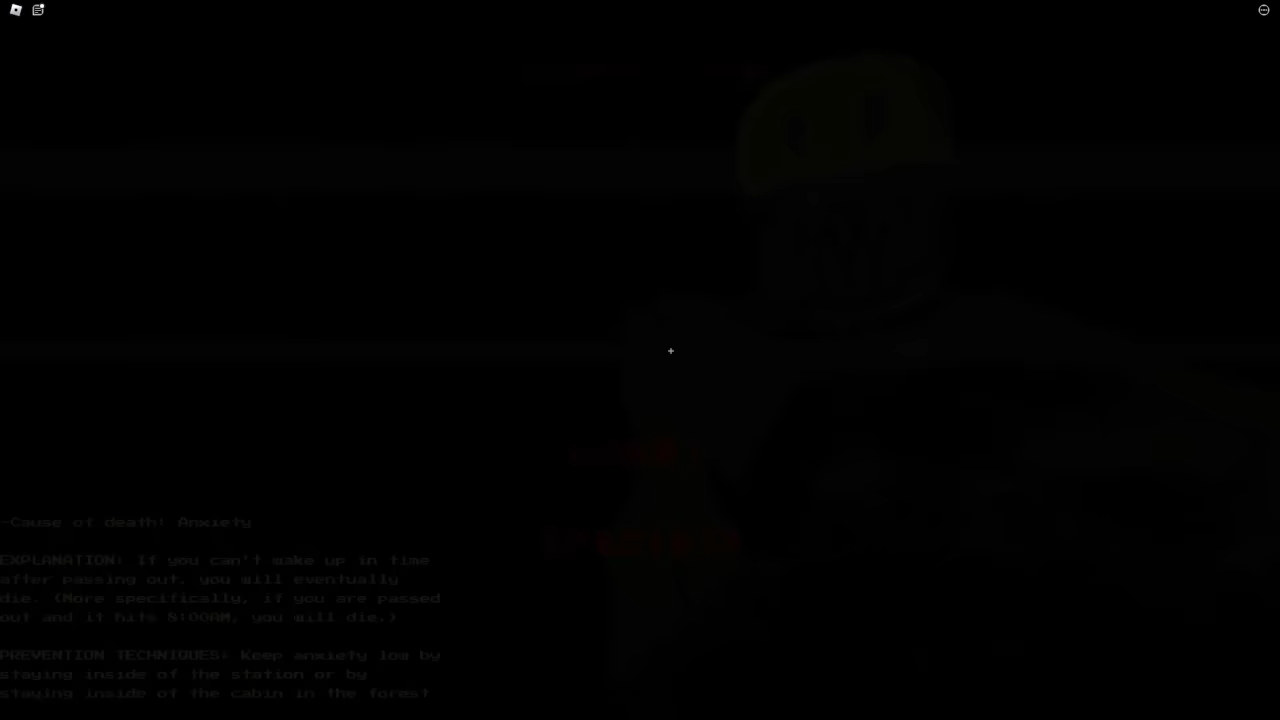 -Cause of death: Anxiety
EXPLANATION: If you can't wake up in time
after passing out, you will eventually
die. (More specifically, if you are passed
out and it hits 8:00AM, you will die.)
PREVENTION TECHNIQUES: Keep anxiety low by
staying inside of the station or by
staying inside of the cabin in the forest